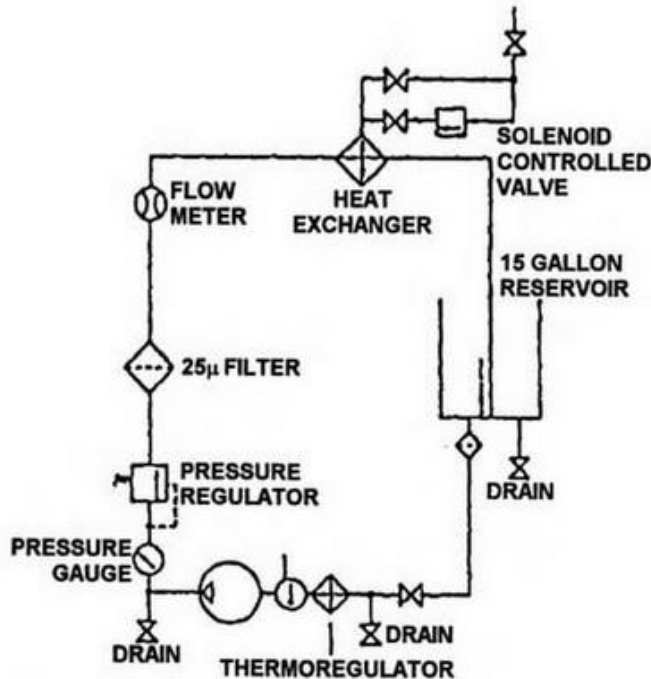 SOLENOID
CONTROLLED
VALVE
FLOW
METER
HEAT
EXCHANGER
15 GALLON
RESERVOIR
25µ FILTER
PRESSURE
REGULATOR
DRAIN
PRESSURE
GAUGE
DRAIN
DRAIN
THERMOREGULATOR